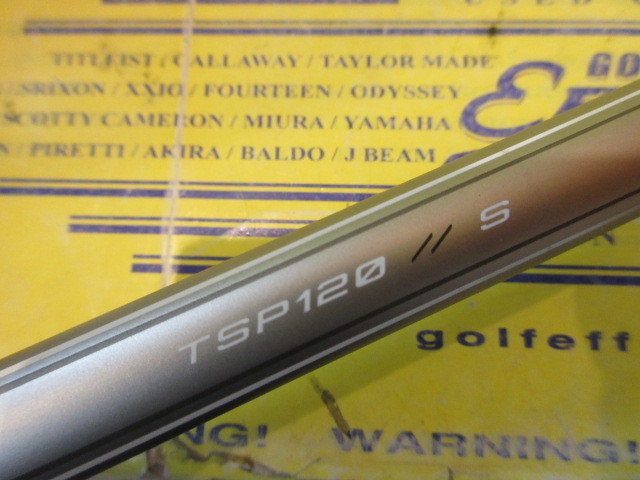 USED
TITLEIST / CALLAWAY / TAYLOR MADE
SRIXON / XXIO / FOURTEEN / ODYSSEY
SCOTTY CAMERON / MIURA / YAMAHA
/ PIRETTI / AKIRA / BALDO / J BEAM
TSP120 // S
golfeff
WARNING!